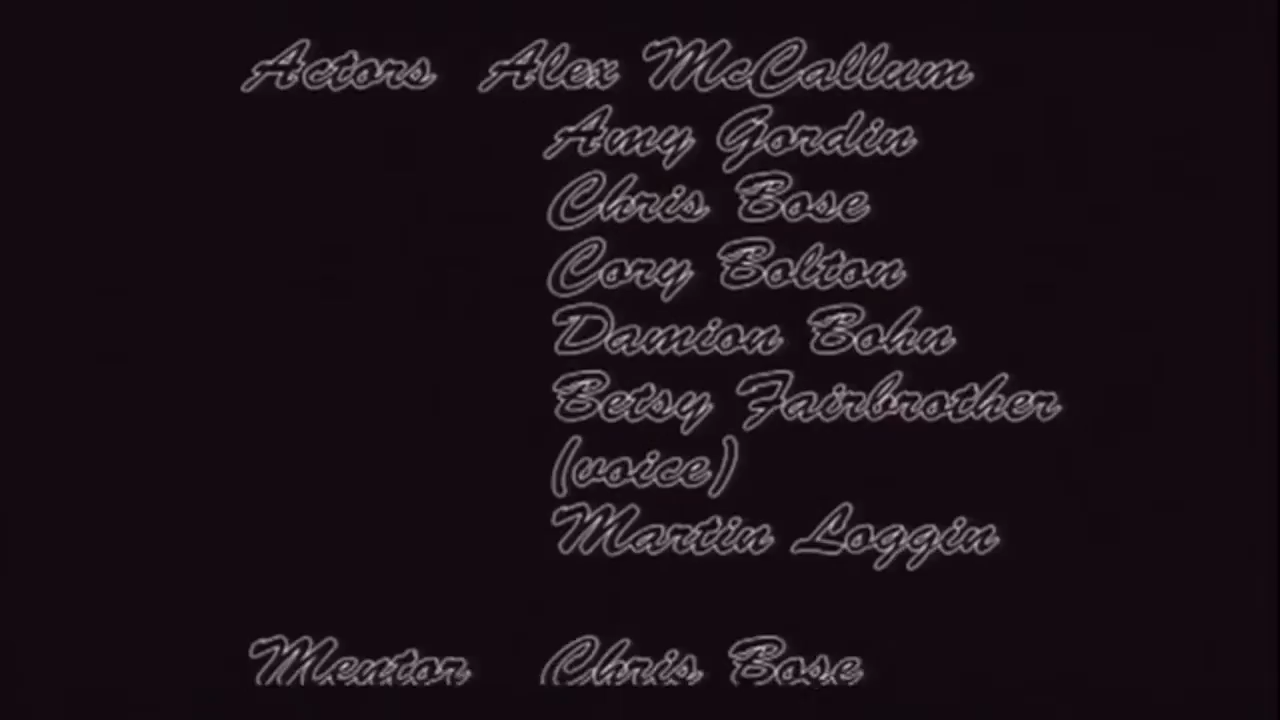 Actors Alex McCallum
Amy Gordin
Chris Bose
Cory Bolton
Damion Bohn
Betsy Fairbrother
(voice)
Martin Loggin
Mentor Chris Bose